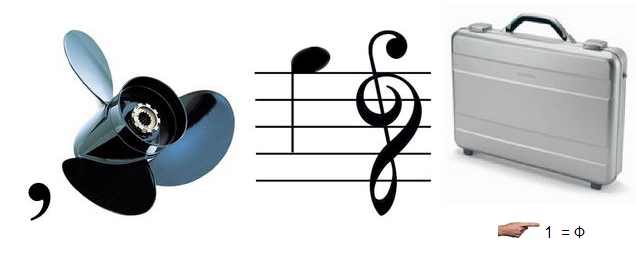 ,
1 = Ф